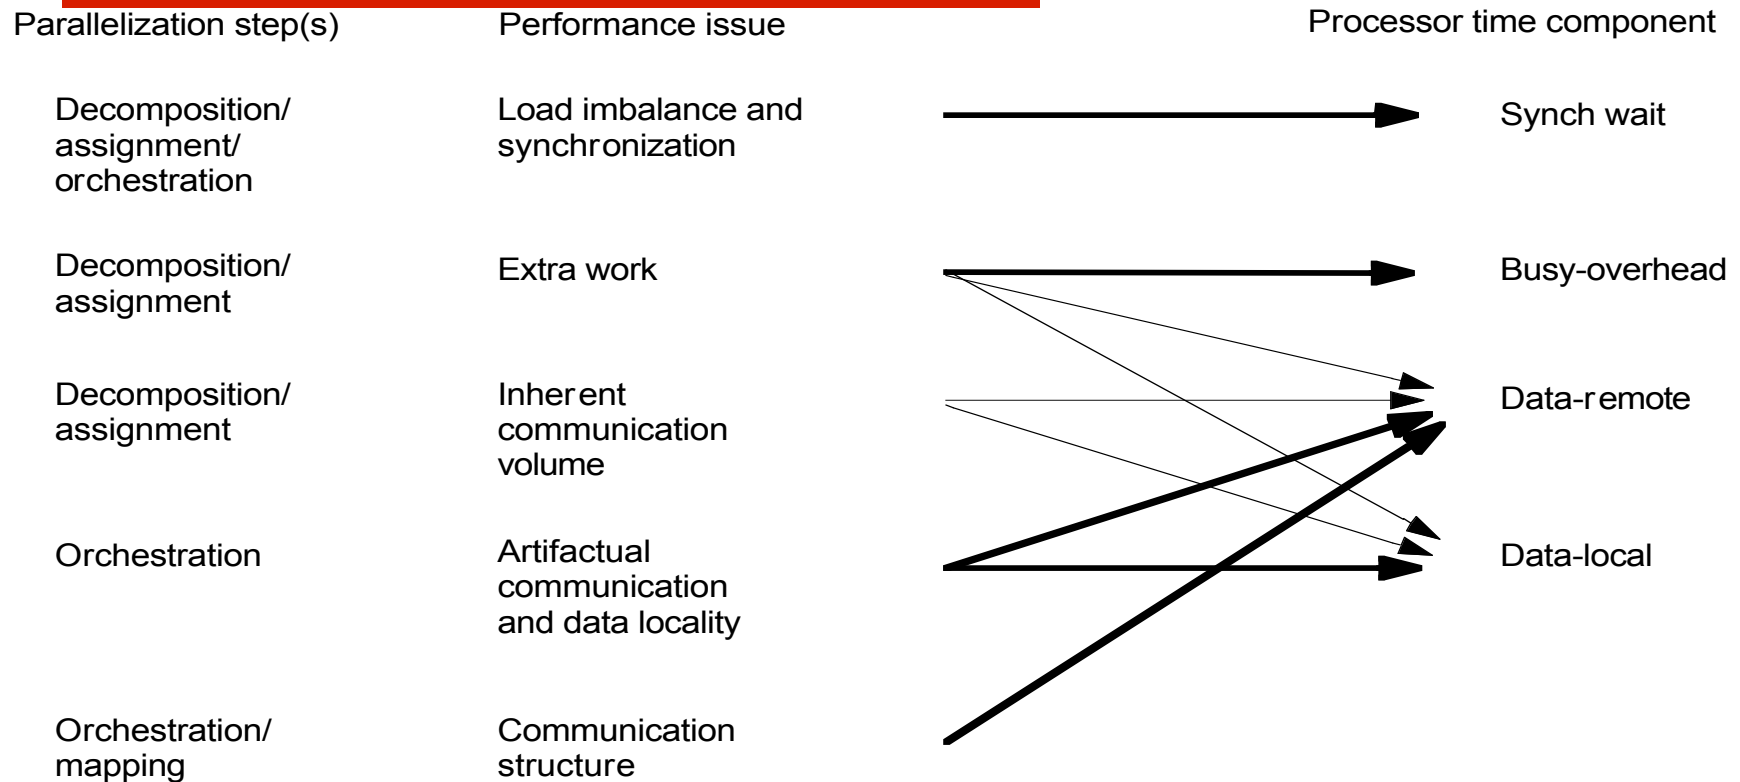 Parallelization step(s) Performance issue Processor time component
Decomposition/
assignment/
orchestration
Load imbalance and
synchronization
Synch wait
Decomposition/
assignment
Extra work
Busy-overhead
Decomposition/
assignment
Inherent
communication
volume
Data-remote
Orchestration
Artifactual
communication
and data locality
Data-local
Orchestration/
mapping
Communication
structure